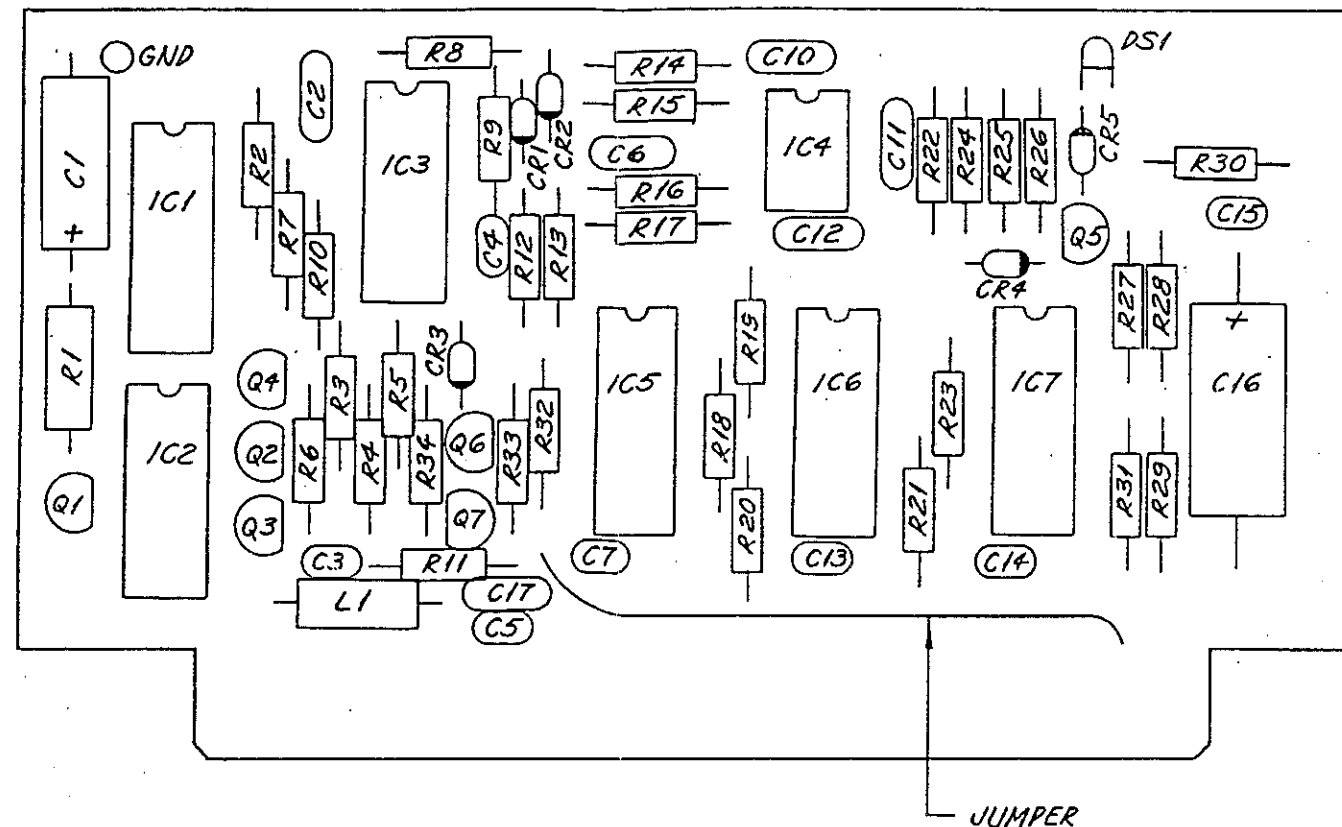 GND
R8
DS1
C10
R14
C2
R15
C1
R9
CR1
CR2
C11
R22
R24
R25
R26
CR5
R2
IC3
C6
IC4
R30
IC1
R16
R7
R17
C12
C15
+
R10
C4
R12
R13
Q5
CR4
R27
R28
R1
R19
+
CR3
Q4
R3
R5
IC5
IC6
IC7
C16
R32
R18
R23
Q2
R6
R4
R34
Q6
R33
IC2
Q1
Q3
Q7
R20
R21
R31
R29
C3
R11
C7
C13
C14
L1
C17
C5
JUMPER